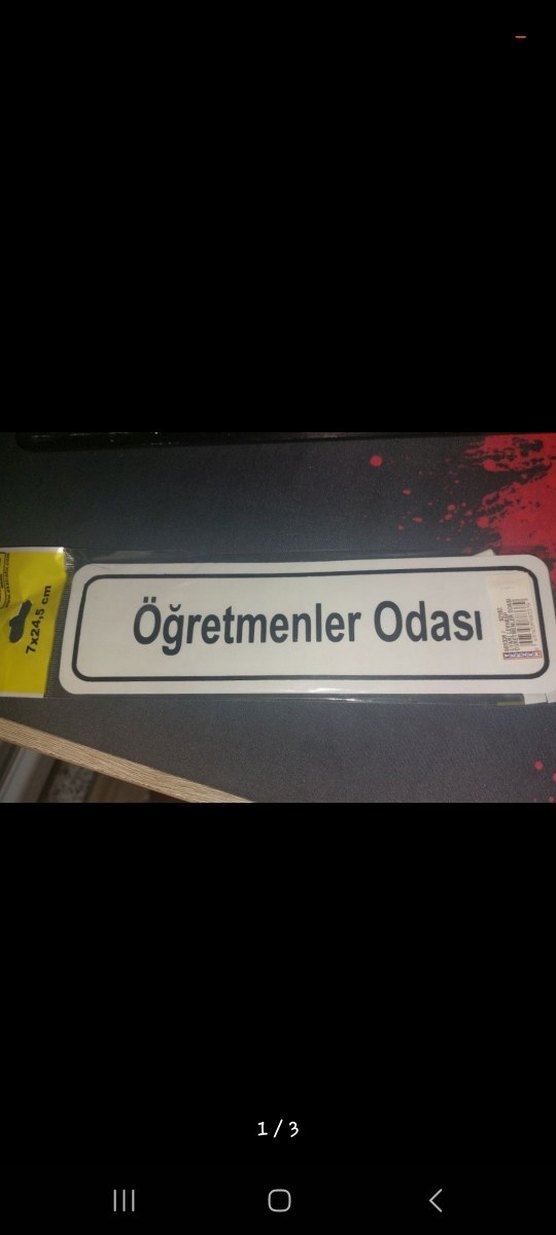 7x24,5 cm
Öğretmenler Odası
1 / 3